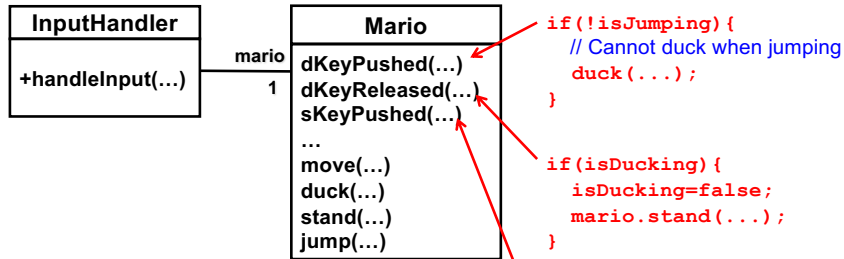 InputHandler
+handleInput(...)
mario
1
Mario
dKeyPushed(...)
dKeyReleased(...)
sKeyPushed(...)
...
move(...)
duck(...)
stand(...)
jump(...)
if(!isJumping){
// Cannot duck when jumping
duck(...);
}
if(isDucking){
isDucking=false;
mario.stand(...);
}